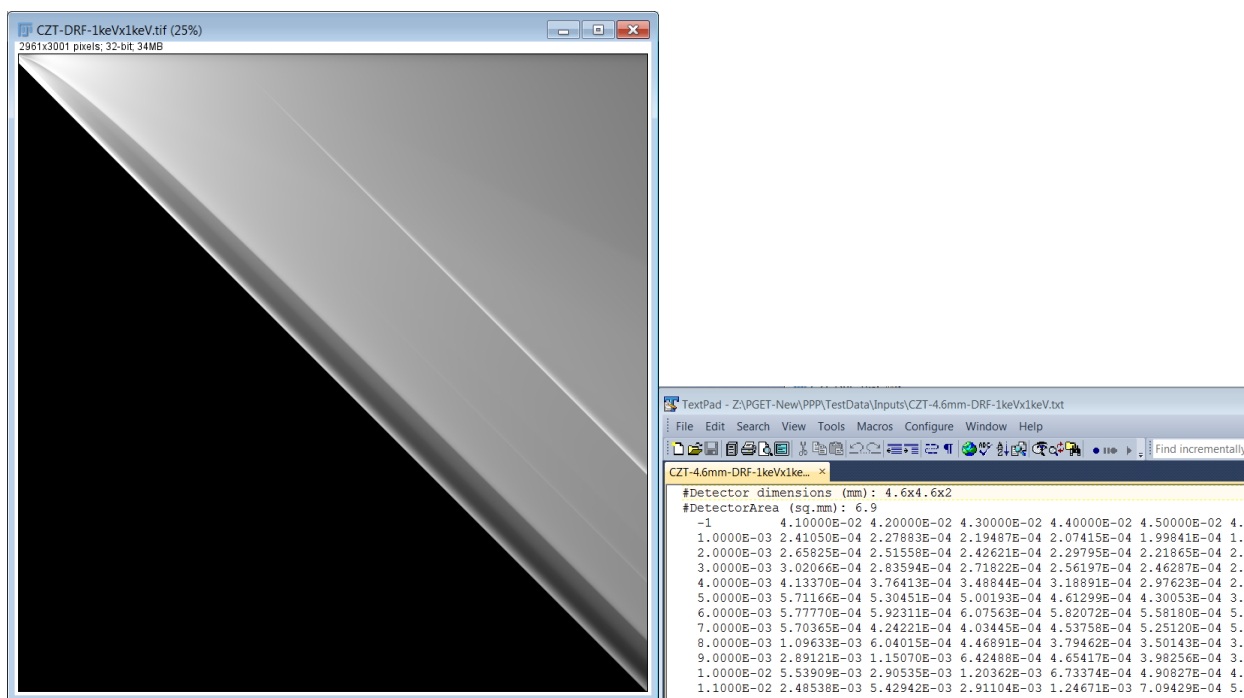 CZT-DRF-1keVx1keV.tif (25%)
2961x3001 pixels; 32-bit; 34MB
TextPad - Z:\PGET-New\PPP\TestData\Inputs\CZT-4.6mm-DRF-1keVx1keV.txt
File Edit Search View Tools Macros Configure Window Help
Find incrementally
CZT-4.6mm-DRF-1keVx1ke... ×
#Detector dimensions (mm): 4.6x4.6x2
#DetectorArea (sq.mm): 6.9
-1 4.10000E-02 4.20000E-02 4.30000E-02 4.40000E-02 4.50000E-02 4.
1.0000E-03 2.41050E-04 2.27883E-04 2.19487E-04 2.07415E-04 1.99841E-04 1.
2.0000E-03 2.65825E-04 2.51558E-04 2.42621E-04 2.29795E-04 2.21865E-04 2.
3.0000E-03 3.02066E-04 2.83594E-04 2.71822E-04 2.56197E-04 2.46287E-04 2.
4.0000E-03 4.13370E-04 3.76413E-04 3.48844E-04 3.18891E-04 2.97623E-04 2.
5.0000E-03 5.71166E-04 5.30451E-04 5.00193E-04 4.61299E-04 4.30053E-04 3.
6.0000E-03 5.77770E-04 5.92311E-04 6.07563E-04 5.82072E-04 5.58180E-04 5.
7.0000E-03 5.70365E-04 4.24221E-04 4.03445E-04 4.53758E-04 5.25120E-04 5.
8.0000E-03 1.09633E-03 6.04015E-04 4.46891E-04 3.79462E-04 3.50143E-04 3.
9.0000E-03 2.89121E-03 1.15070E-03 6.42488E-04 4.65417E-04 3.98256E-04 3.
1.0000E-02 5.53909E-03 2.90535E-03 1.20362E-03 6.73374E-04 4.90827E-04 4.
1.1000E-02 2.48538E-03 5.42942E-03 2.91104E-03 1.24671E-03 7.09429E-04 5.